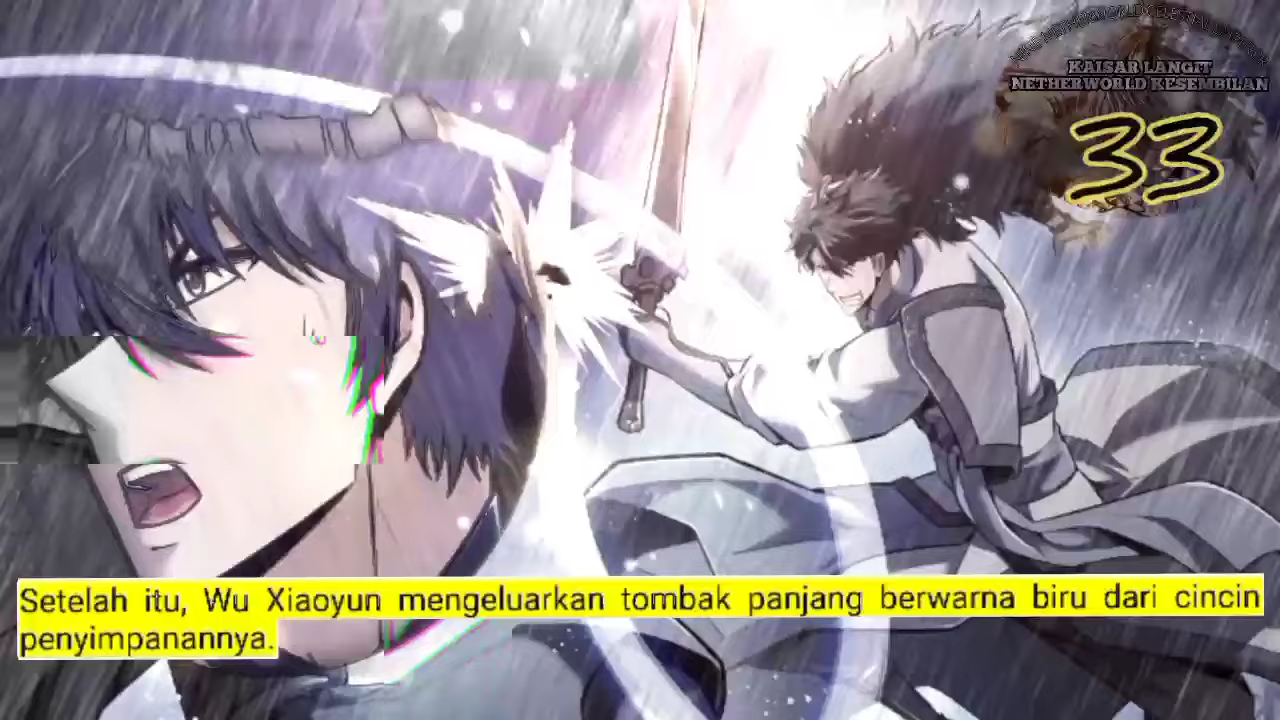 KAISAR LANGIT
NETHERWORLD KESEMBILAN
33
Setelah itu, Wu Xiaoyun mengeluarkan tombak panjang berwarna biru dari cincin
penyimpanannya.